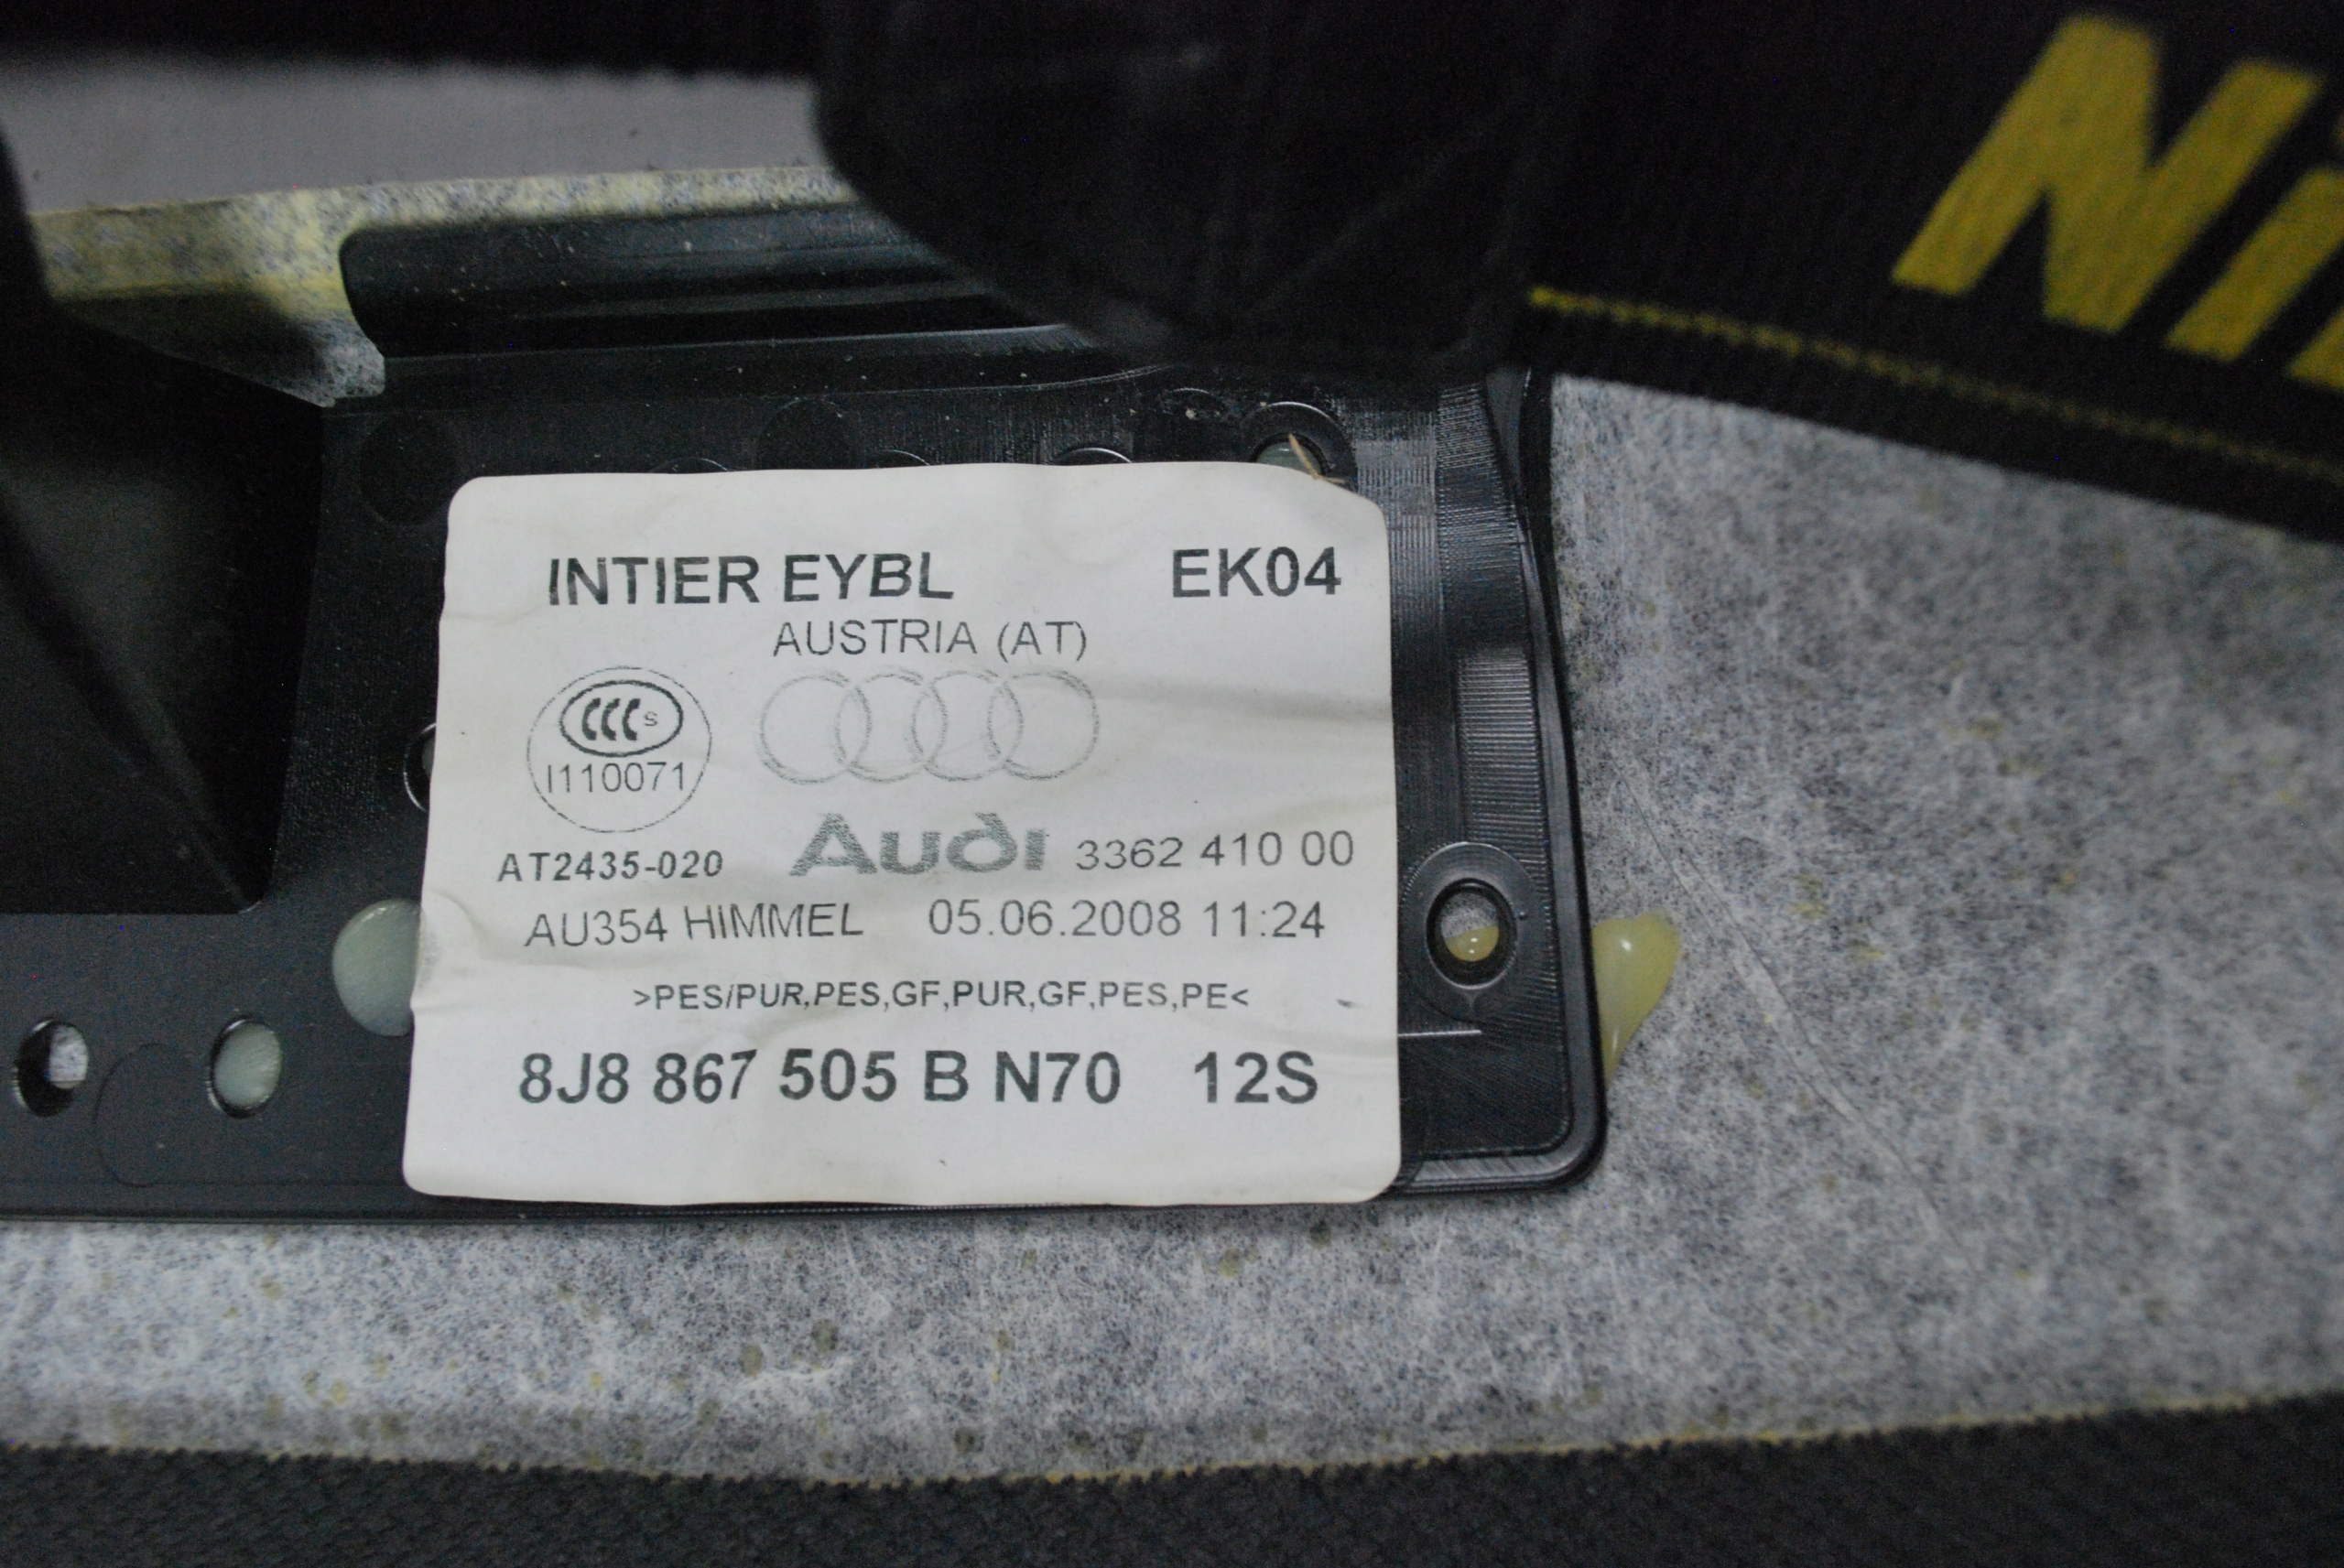 Ni
INTIER EYBL EK04
AUSTRIA (AT)
CCC S
I110071
AT2435-020 Audi 3362 410 00
AU354 HIMMEL 05.06.2008 11:24
>PES/PUR,PES,GF,PUR,GF,PES,PE<
8J8 867 505 B N70 12S